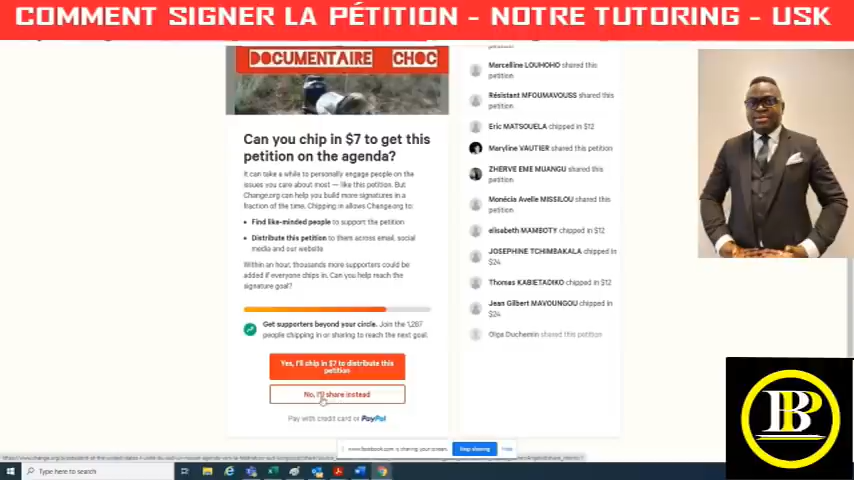 COMMENT SIGNER LA PÉTITION - NOTRE TUTORING - USK
DOCUMENTAIRE CHOC
Can you chip in $7 to get this
petition on the agenda?
It can take a while to personally engage people on the
issues you care about most — like this petition. But
Change.org can help you build more signatures in a
fraction of the time. Chipping in allows Change.org to:
• Find like-minded people to support the petition
• Distribute this petition to them across email, social
media and our website
Within an hour, thousands more supporters could be
added if everyone chips in. Can you help reach the
signature goal?
Get supporters beyond your circle. Join the 1,287
people chipping in or sharing to reach the next goal.
Yes, I'll chip in $7 to distribute this
petition
No, I'll share instead
Pay with credit card or PayPal
petition
Marcelline LOUHOHO shared this
petition
Résistant MFOUMAVOUSS shared this
petition
Eric MATSOUELA chipped in $12
Maryline VAUTIER shared this petition
ZHERVE EME MUANGU shared this
petition
Monécia Avelle MISSILOU shared this
petition
elisabeth MAMBOTY chipped in $12
JOSEPHINE TCHIMBAKALA chipped in
$24
Thomas KABIETADIKO chipped in $12
Jean Gilbert MAVOUNGOU chipped in
$24
Olga Duchemin shared this petition
www.facebook.com is sharing your screen.
Stop sharing
Hide
Type here to search
BP